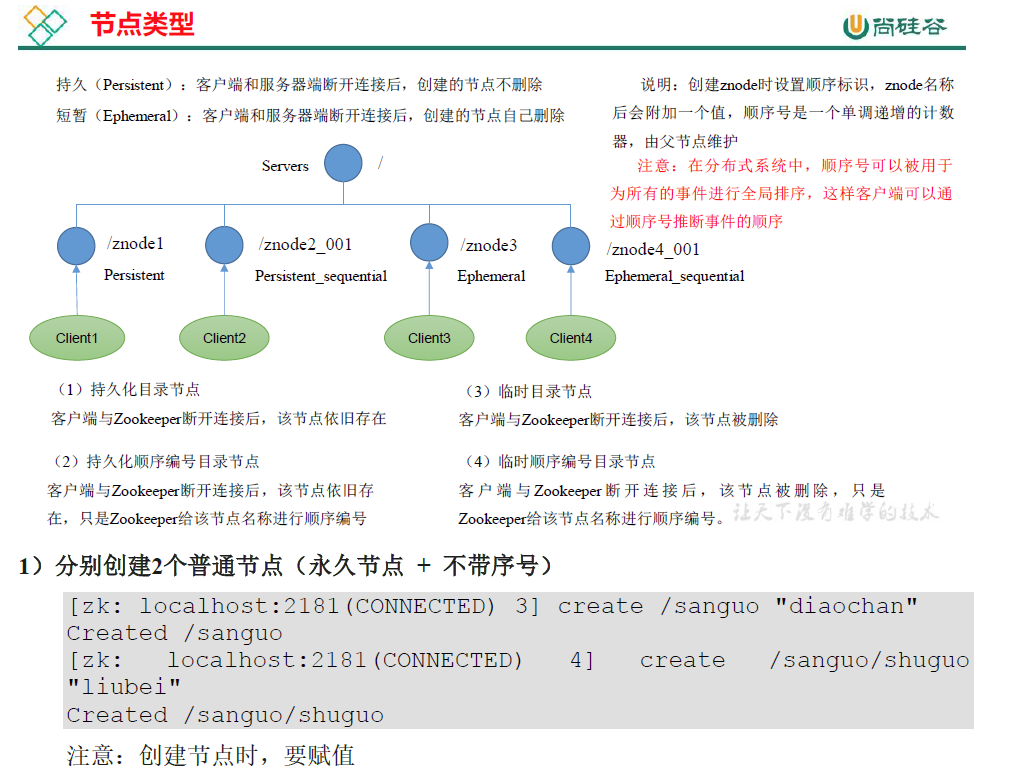 节点类型
尚硅谷
持久（Persistent）：客户端和服务器端断开连接后，创建的节点不删除
短暂（Ephemeral）：客户端和服务器端断开连接后，创建的节点自己删除
说明：创建znode时设置顺序标识，znode名称
后会附加一个值，顺序号是一个单调递增的计数
器，由父节点维护
注意：在分布式系统中，顺序号可以被用于
为所有的事件进行全局排序，这样客户端可以通
过顺序号推断事件的顺序
Servers /
/znode1
Persistent
/znode2_001
Persistent_sequential
/znode3
Ephemeral
/znode4_001
Ephemeral_sequential
Client1
Client2
Client3
Client4
（1）持久化目录节点
客户端与Zookeeper断开连接后，该节点依旧存在
（2）持久化顺序编号目录节点
客户端与Zookeeper断开连接后，该节点依旧存
在，只是Zookeeper给该节点名称进行顺序编号
（3）临时目录节点
客户端与Zookeeper断开连接后，该节点被删除
（4）临时顺序编号目录节点
客户端与Zookeeper断开连接后，该节点被删除，只是
Zookeeper给该节点名称进行顺序编号。
让天下没有难学的技术
1）分别创建2个普通节点（永久节点 + 不带序号）
[zk: localhost:2181(CONNECTED) 3] create /sanguo "diaochan"
Created /sanguo
[zk: localhost:2181(CONNECTED) 4] create /sanguo/shuguo
"liubei"
Created /sanguo/shuguo
注意：创建节点时，要赋值